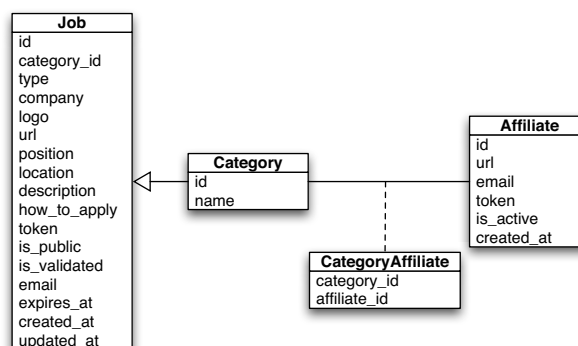 Job
id
category_id
type
company
logo
url
position
location
description
how_to_apply
token
is_public
is_validated
email
expires_at
created_at
updated_at
Category
id
name
CategoryAffiliate
category_id
affiliate_id
Affiliate
id
url
email
token
is_active
created_at